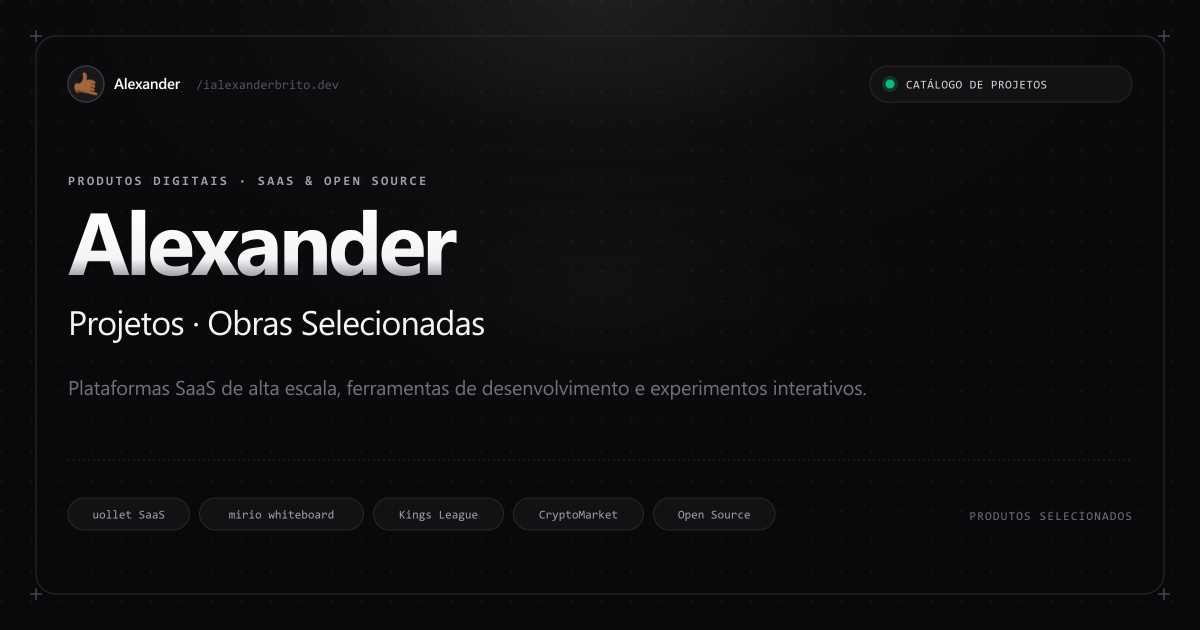 Alexander /ialexanderbrito.dev
CATÁLOGO DE PROJETOS
PRODUTOS DIGITAIS · SAAS & OPEN SOURCE
Alexander
Projetos · Obras Selecionadas
Plataformas SaaS de alta escala, ferramentas de desenvolvimento e experimentos interativos.
uollet SaaS
mirio whiteboard
Kings League
CryptoMarket
Open Source
PRODUTOS SELECIONADOS